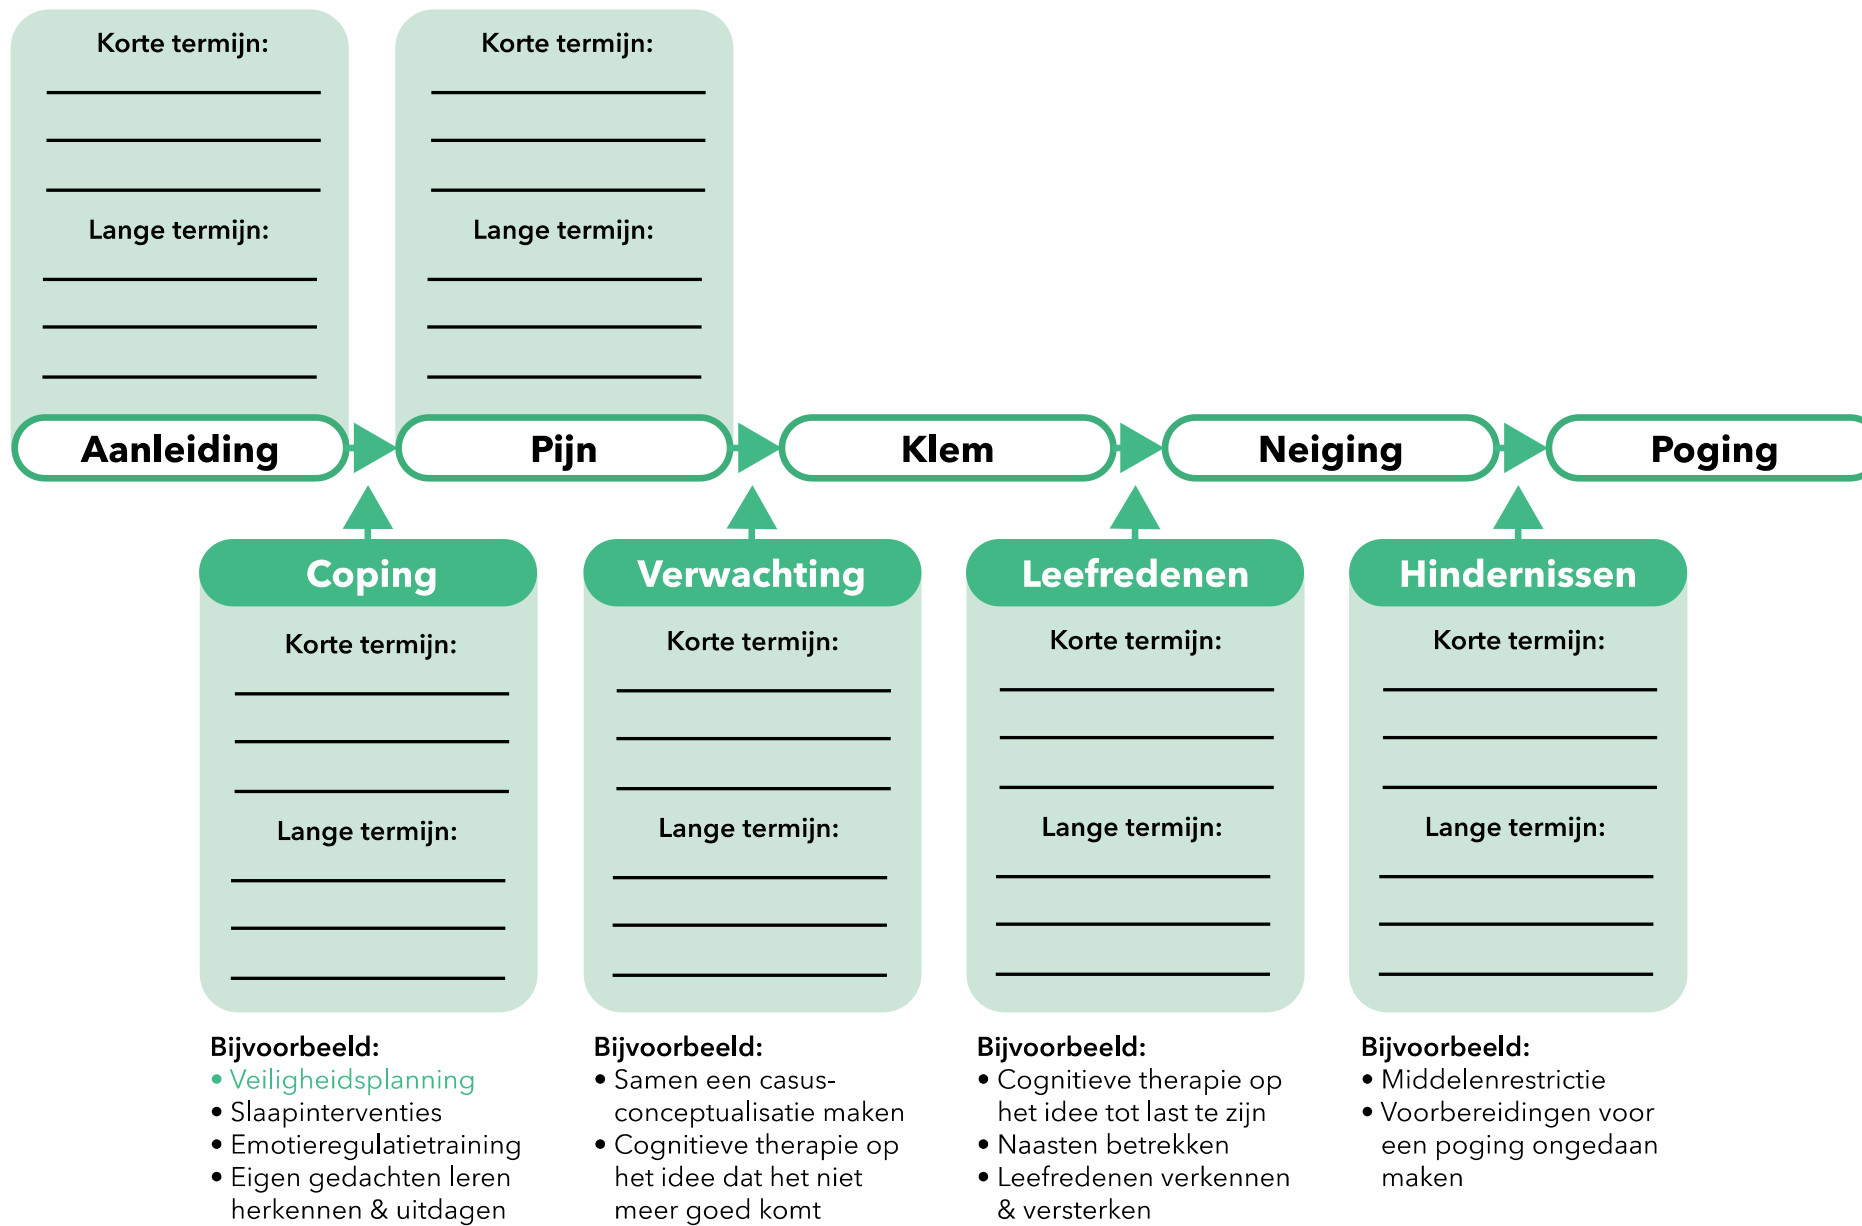 Korte termijn:
Lange termijn:
Korte termijn:
Lange termijn:
Aanleiding
Pijn
Klem
Neiging
Poging
Coping
Korte termijn:
Lange termijn:
Bijvoorbeeld:
• Veiligheidsplanning
• Slaapinterventies
• Emotieregulatietraining
• Eigen gedachten leren
herkennen & uitdagen
Verwachting
Korte termijn:
Lange termijn:
Bijvoorbeeld:
• Samen een casus-
conceptualisatie maken
• Cognitieve therapie op
het idee dat het niet
meer goed komt
Leefredenen
Korte termijn:
Lange termijn:
Bijvoorbeeld:
• Cognitieve therapie op
het idee tot last te zijn
• Naasten betrekken
• Leefredenen verkennen
& versterken
Hindernissen
Korte termijn:
Lange termijn:
Bijvoorbeeld:
• Middelenrestrictie
• Voorbereidingen voor
een poging ongedaan
maken